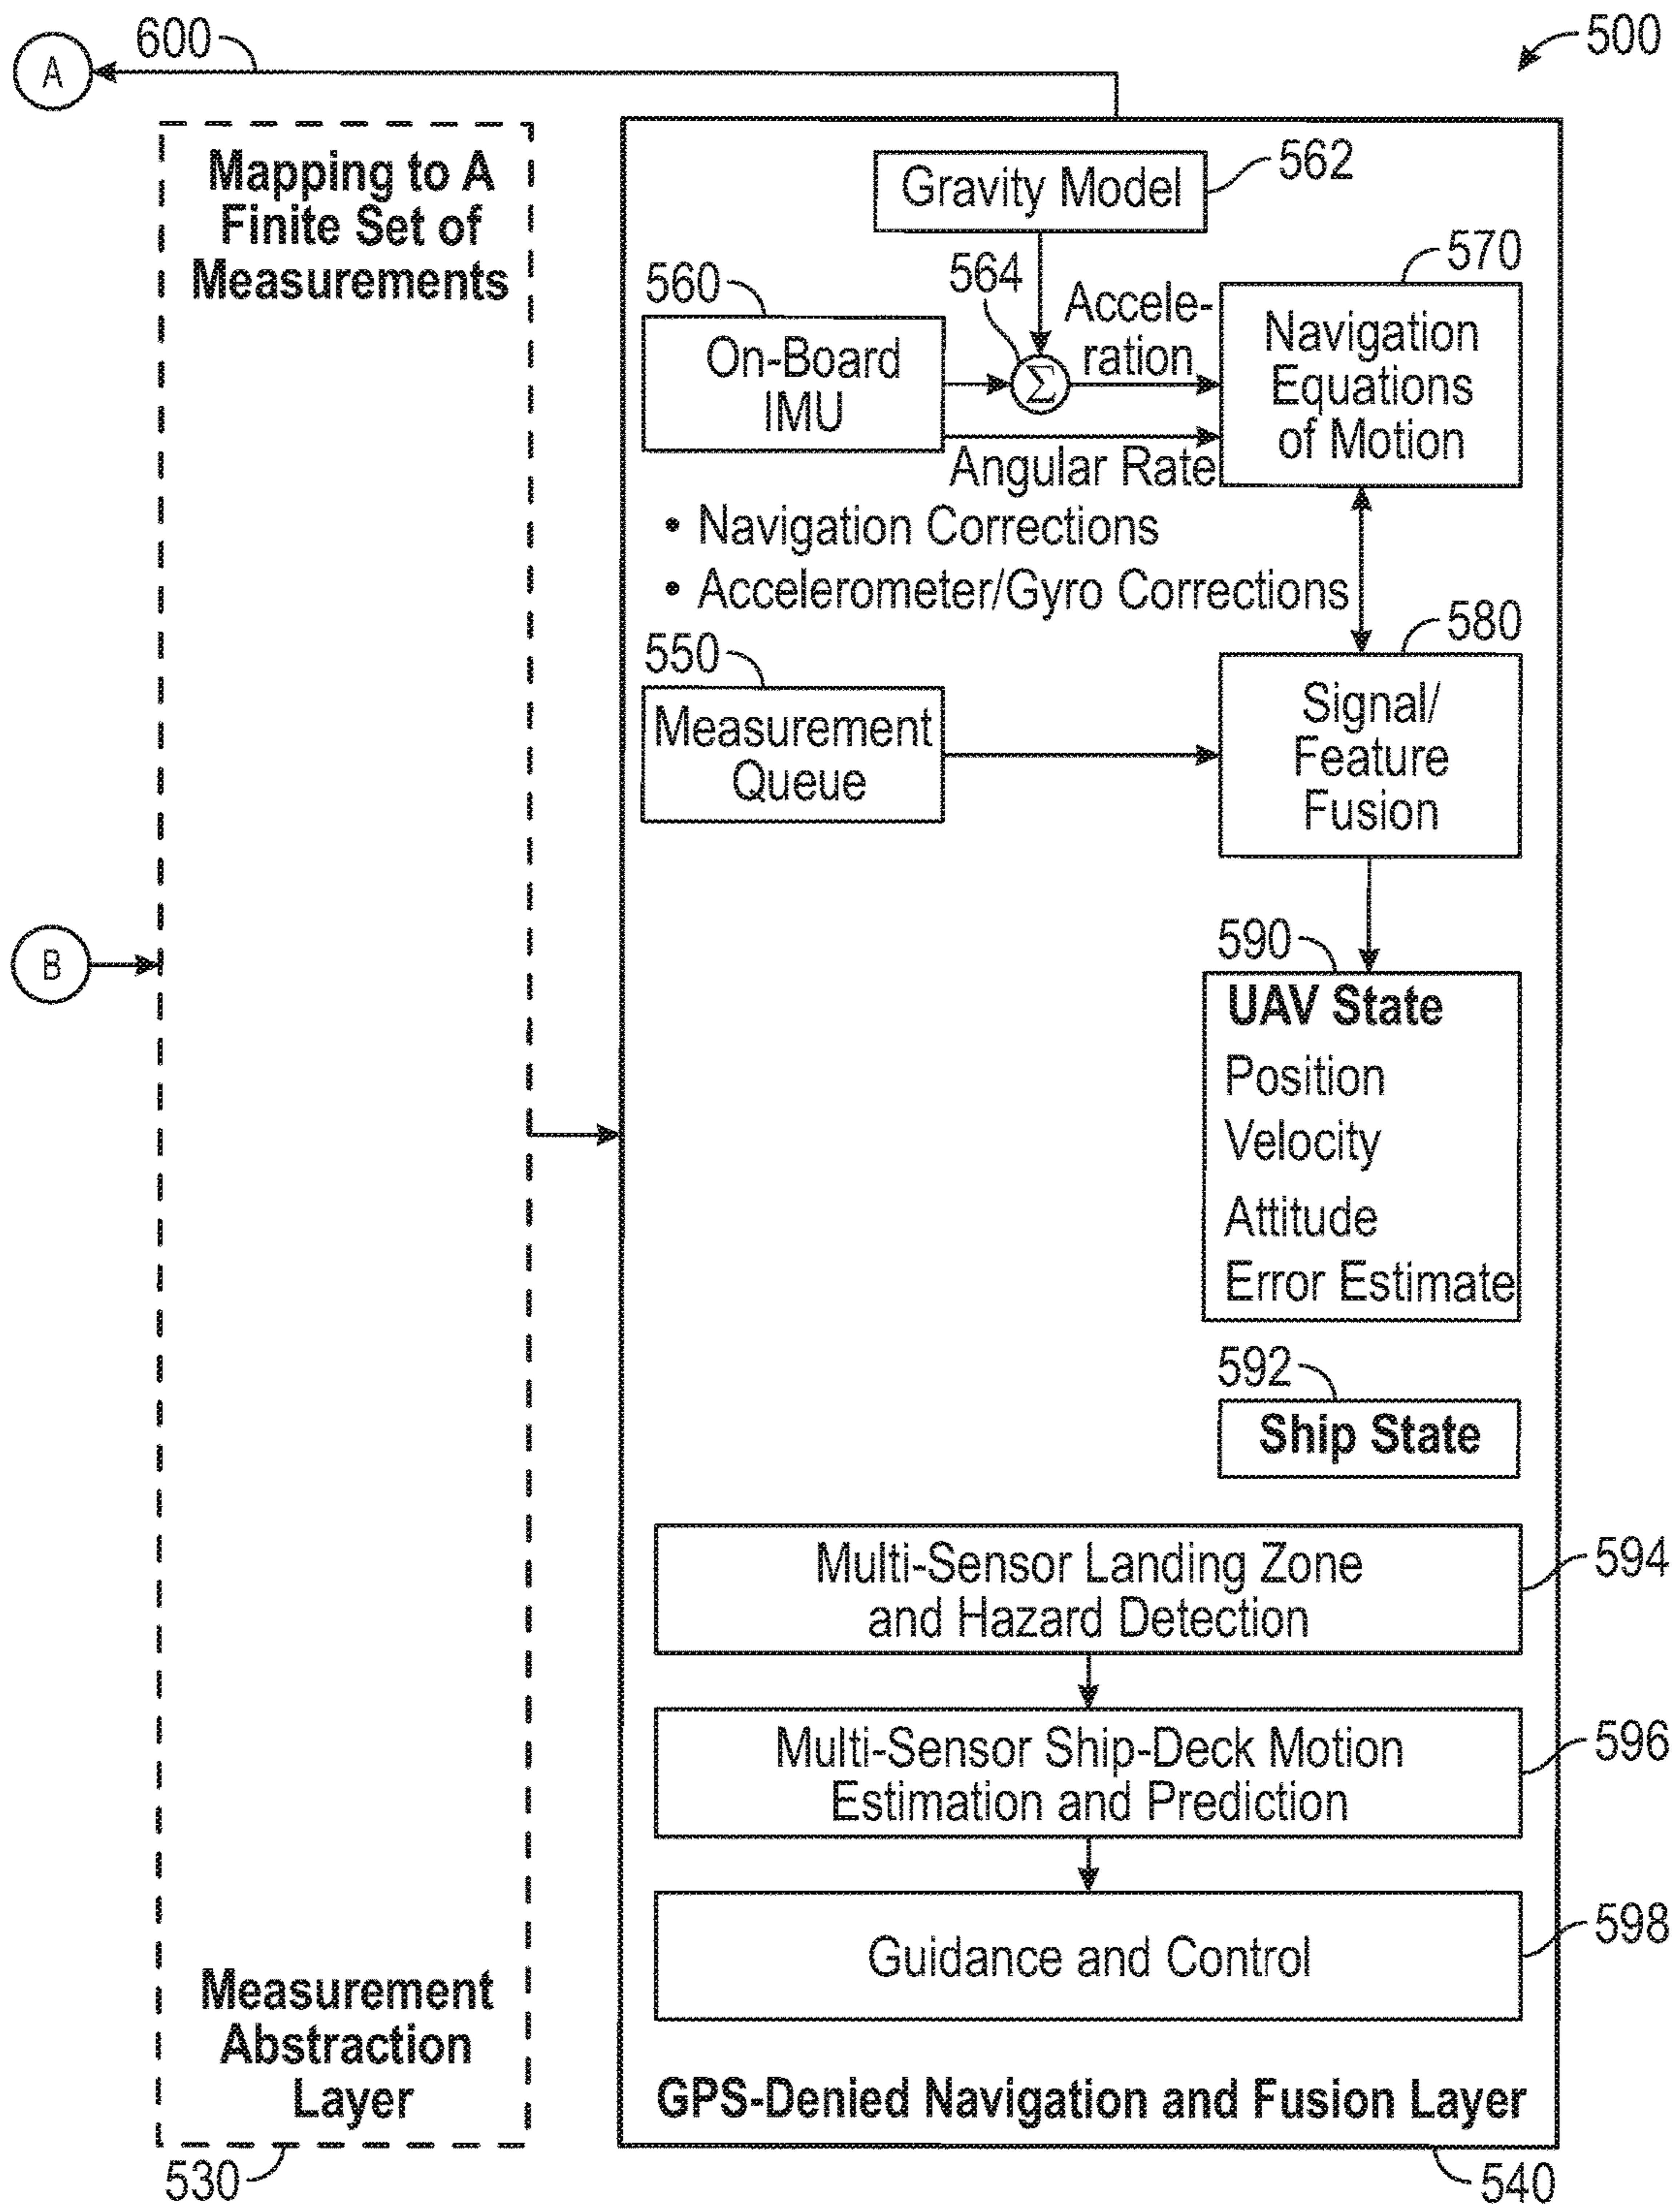 A
600
500
Mapping to A
Finite Set of
Measurements
Gravity Model
562
560
564
Accele-
ration
570
On-Board
IMU
Σ
Navigation
Equations
of Motion
Angular Rate
• Navigation Corrections
• Accelerometer/Gyro Corrections
550
580
Measurement
Queue
Signal/
Feature
Fusion
B
590
UAV State
Position
Velocity
Attitude
Error Estimate
592
Ship State
Multi-Sensor Landing Zone
and Hazard Detection
594
Multi-Sensor Ship-Deck Motion
Estimation and Prediction
596
Guidance and Control
598
Measurement
Abstraction
Layer
GPS-Denied Navigation and Fusion Layer
530
540